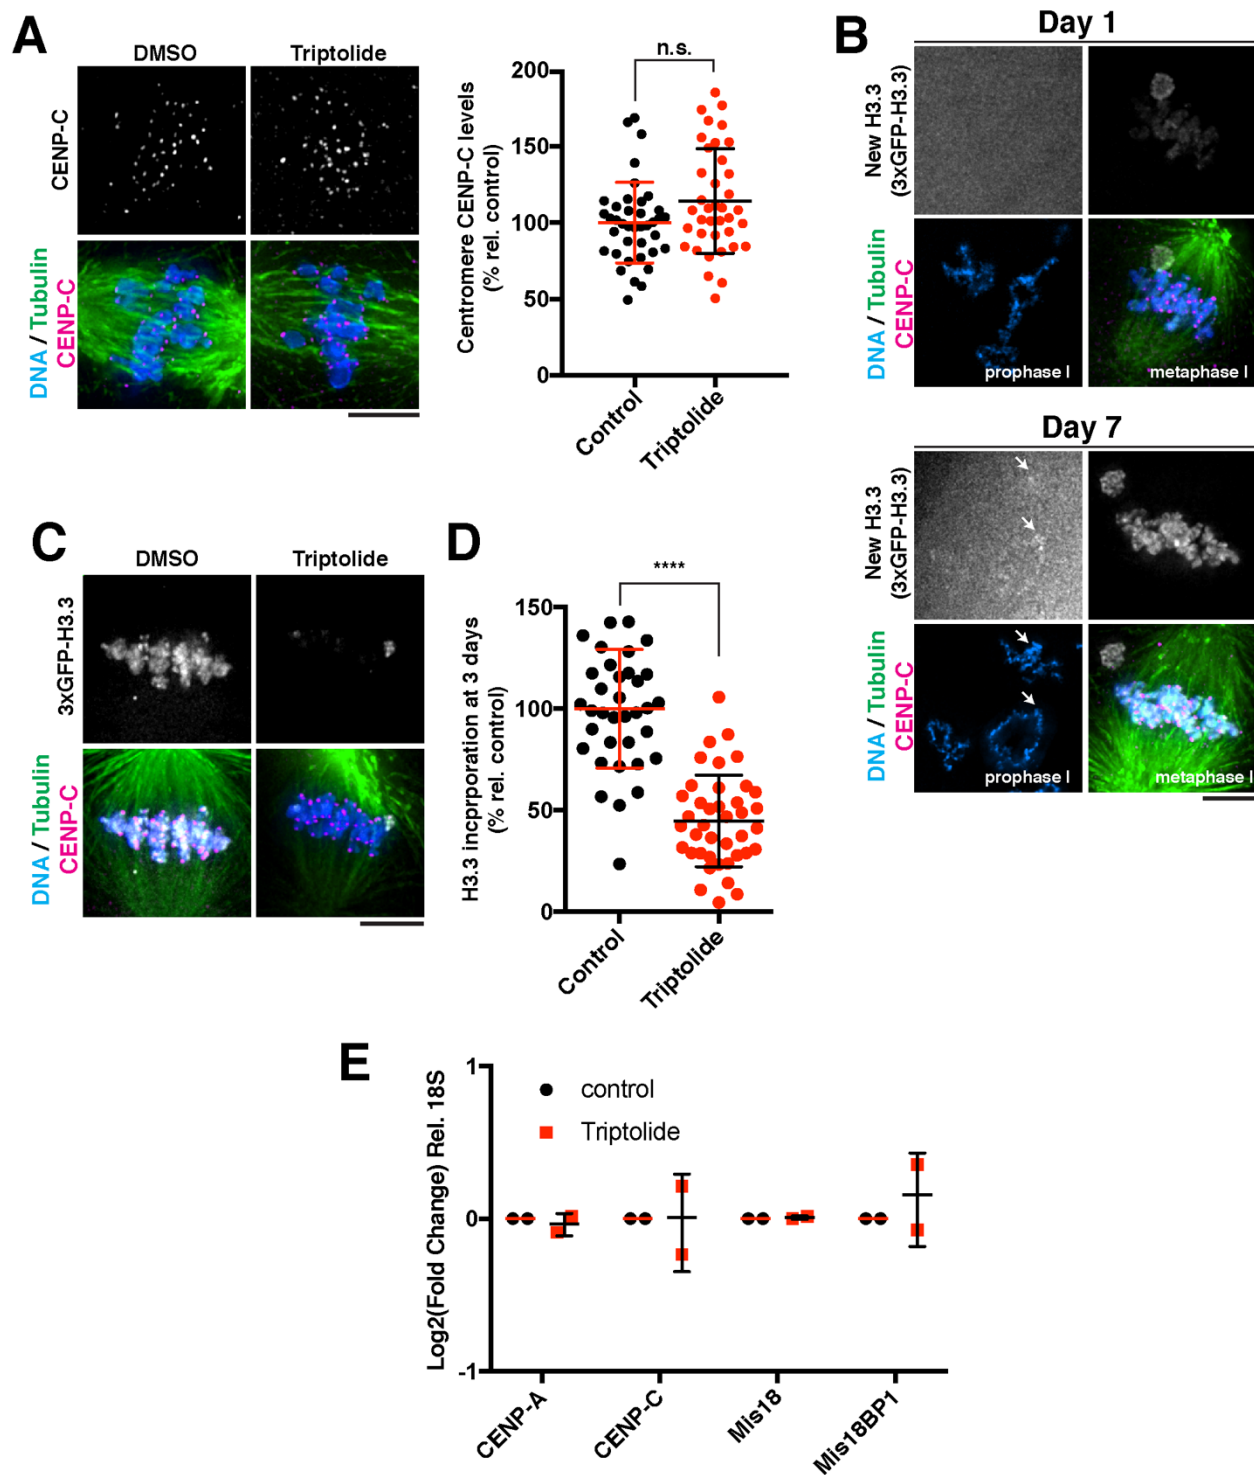 A
DMSO
Triptolide
CENP-C
DNA / Tubulin
CENP-C
n.s.
Centromere CENP-C levels
(% rel. control)
200
150
100
50
0
Control
Triptolide
B
Day 1
New H3.3
(3xGFP-H3.3)
DNA / Tubulin
CENP-C
prophase I
metaphase I
Day 7
New H3.3
(3xGFP-H3.3)
DNA / Tubulin
CENP-C
prophase I
metaphase I
C
DMSO
Triptolide
3xGFP-H3.3
DNA / Tubulin
CENP-C
D
****
H3.3 incprporation at 3 days
(% rel. control)
150
100
50
0
Control
Triptolide
E
Log2(Fold Change) Rel. 18S
1
0
-1
control
Triptolide
CENP-A
CENP-C
Mis18
Mis18BP1